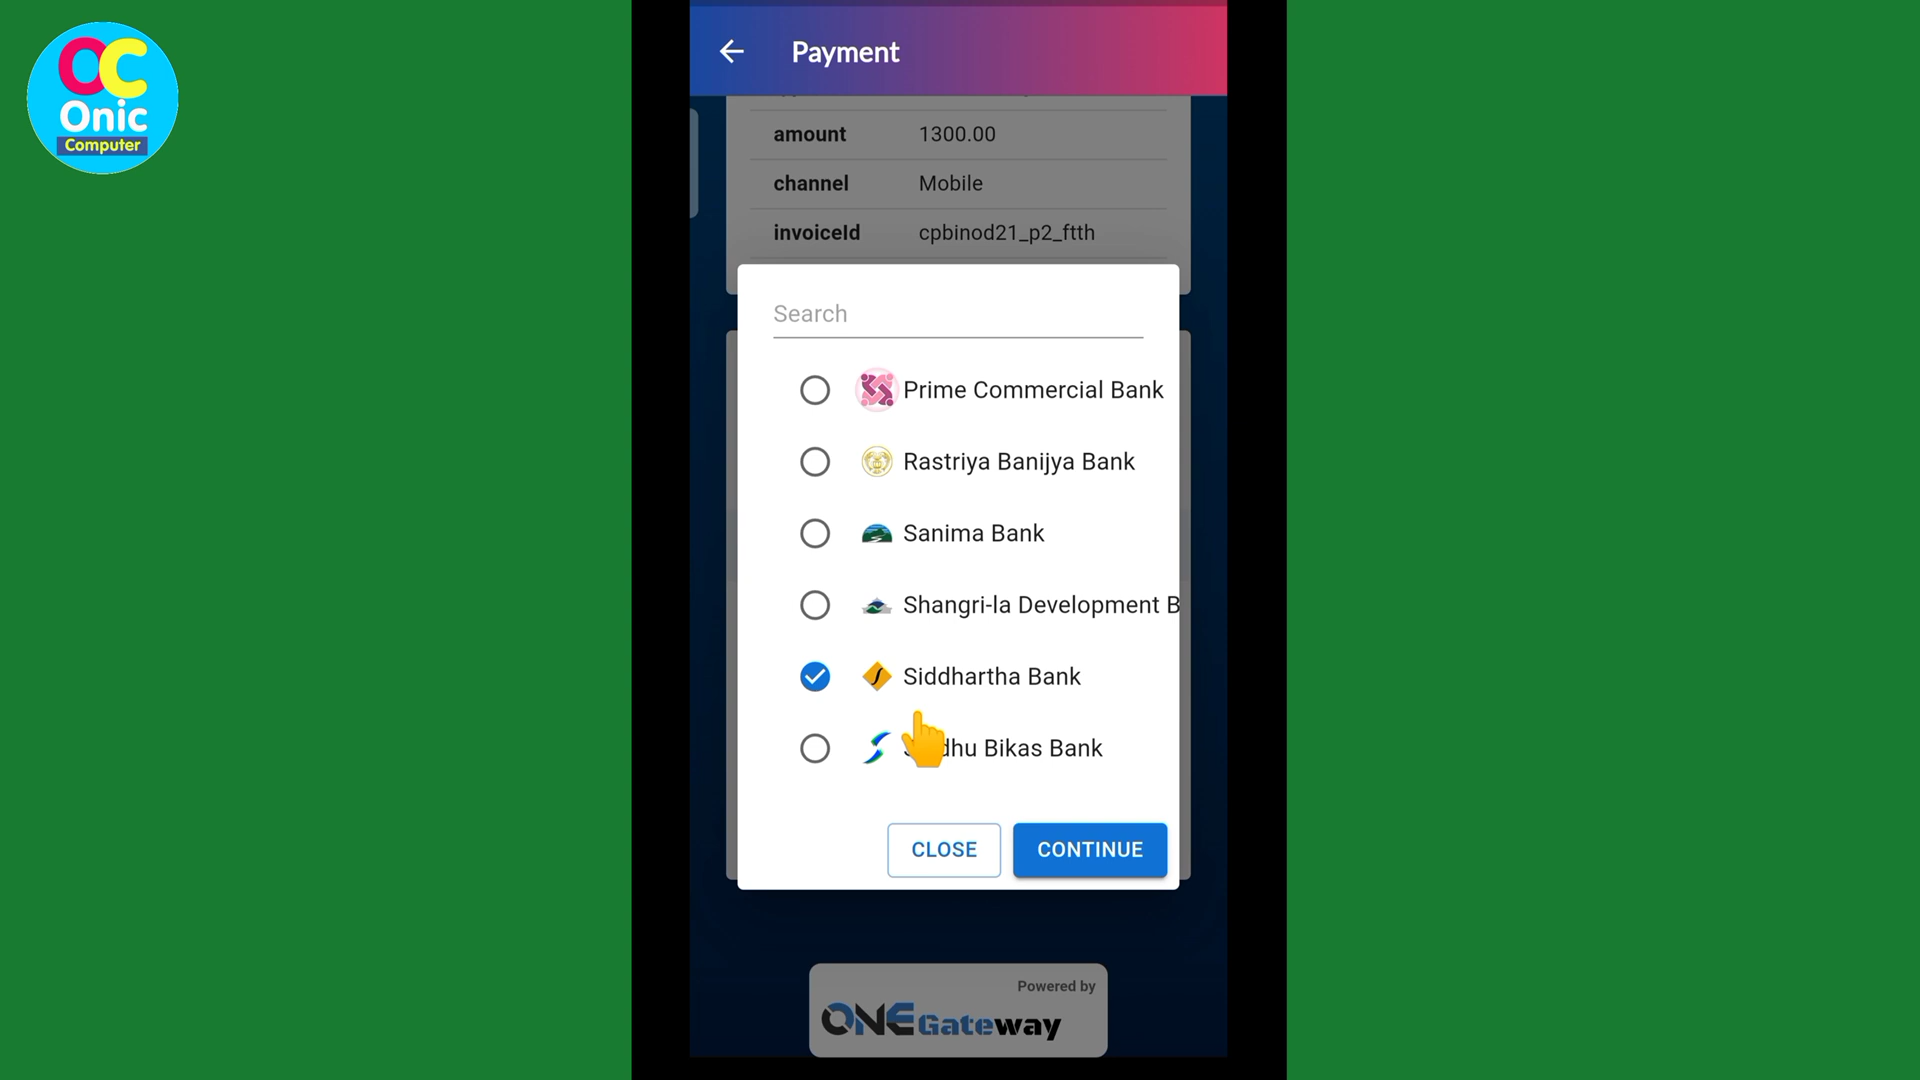 OC
Onic
Computer
Payment
amount 1300.00
channel Mobile
invoiceId cpbinod21_p2_ftth
Search
Prime Commercial Bank
Rastriya Banijya Bank
Sanima Bank
Shangri-la Development B
Siddhartha Bank
dhu Bikas Bank
CLOSE CONTINUE
Powered by
ONE Gateway